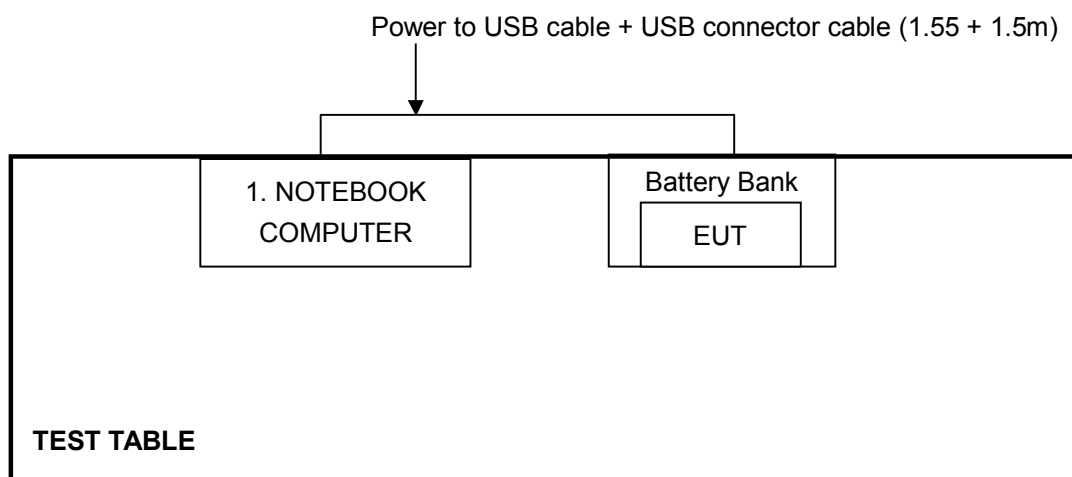 Power to USB cable + USB connector cable (1.55 + 1.5m)
1. NOTEBOOK
COMPUTER
Battery Bank
EUT
TEST TABLE